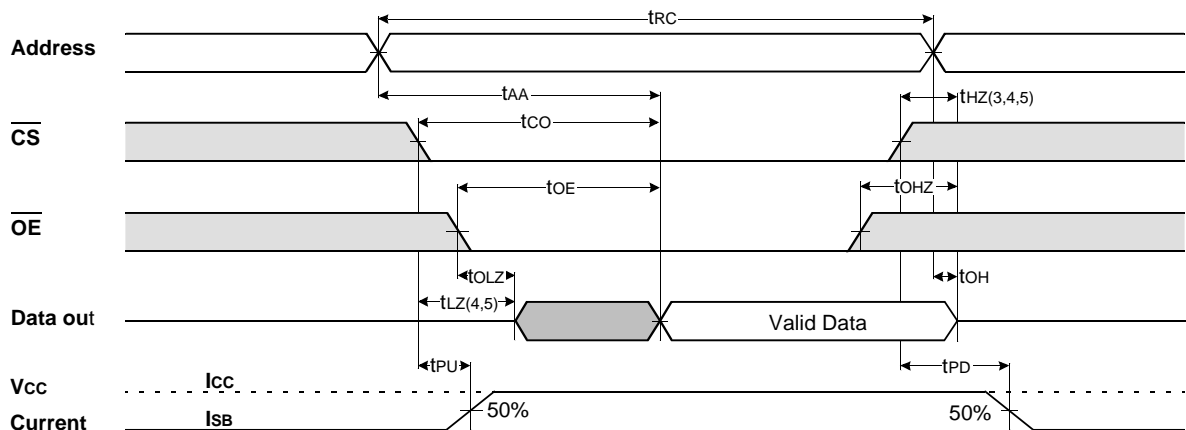 tRC
Address
tAA
tHZ(3,4,5)
CS
tCO
tOE
tOHZ
OE
tOLZ
tOH
tLZ(4,5)
Data out
Valid Data
tPU
tPD
VCC
ICC
50%
50%
Current
ISB